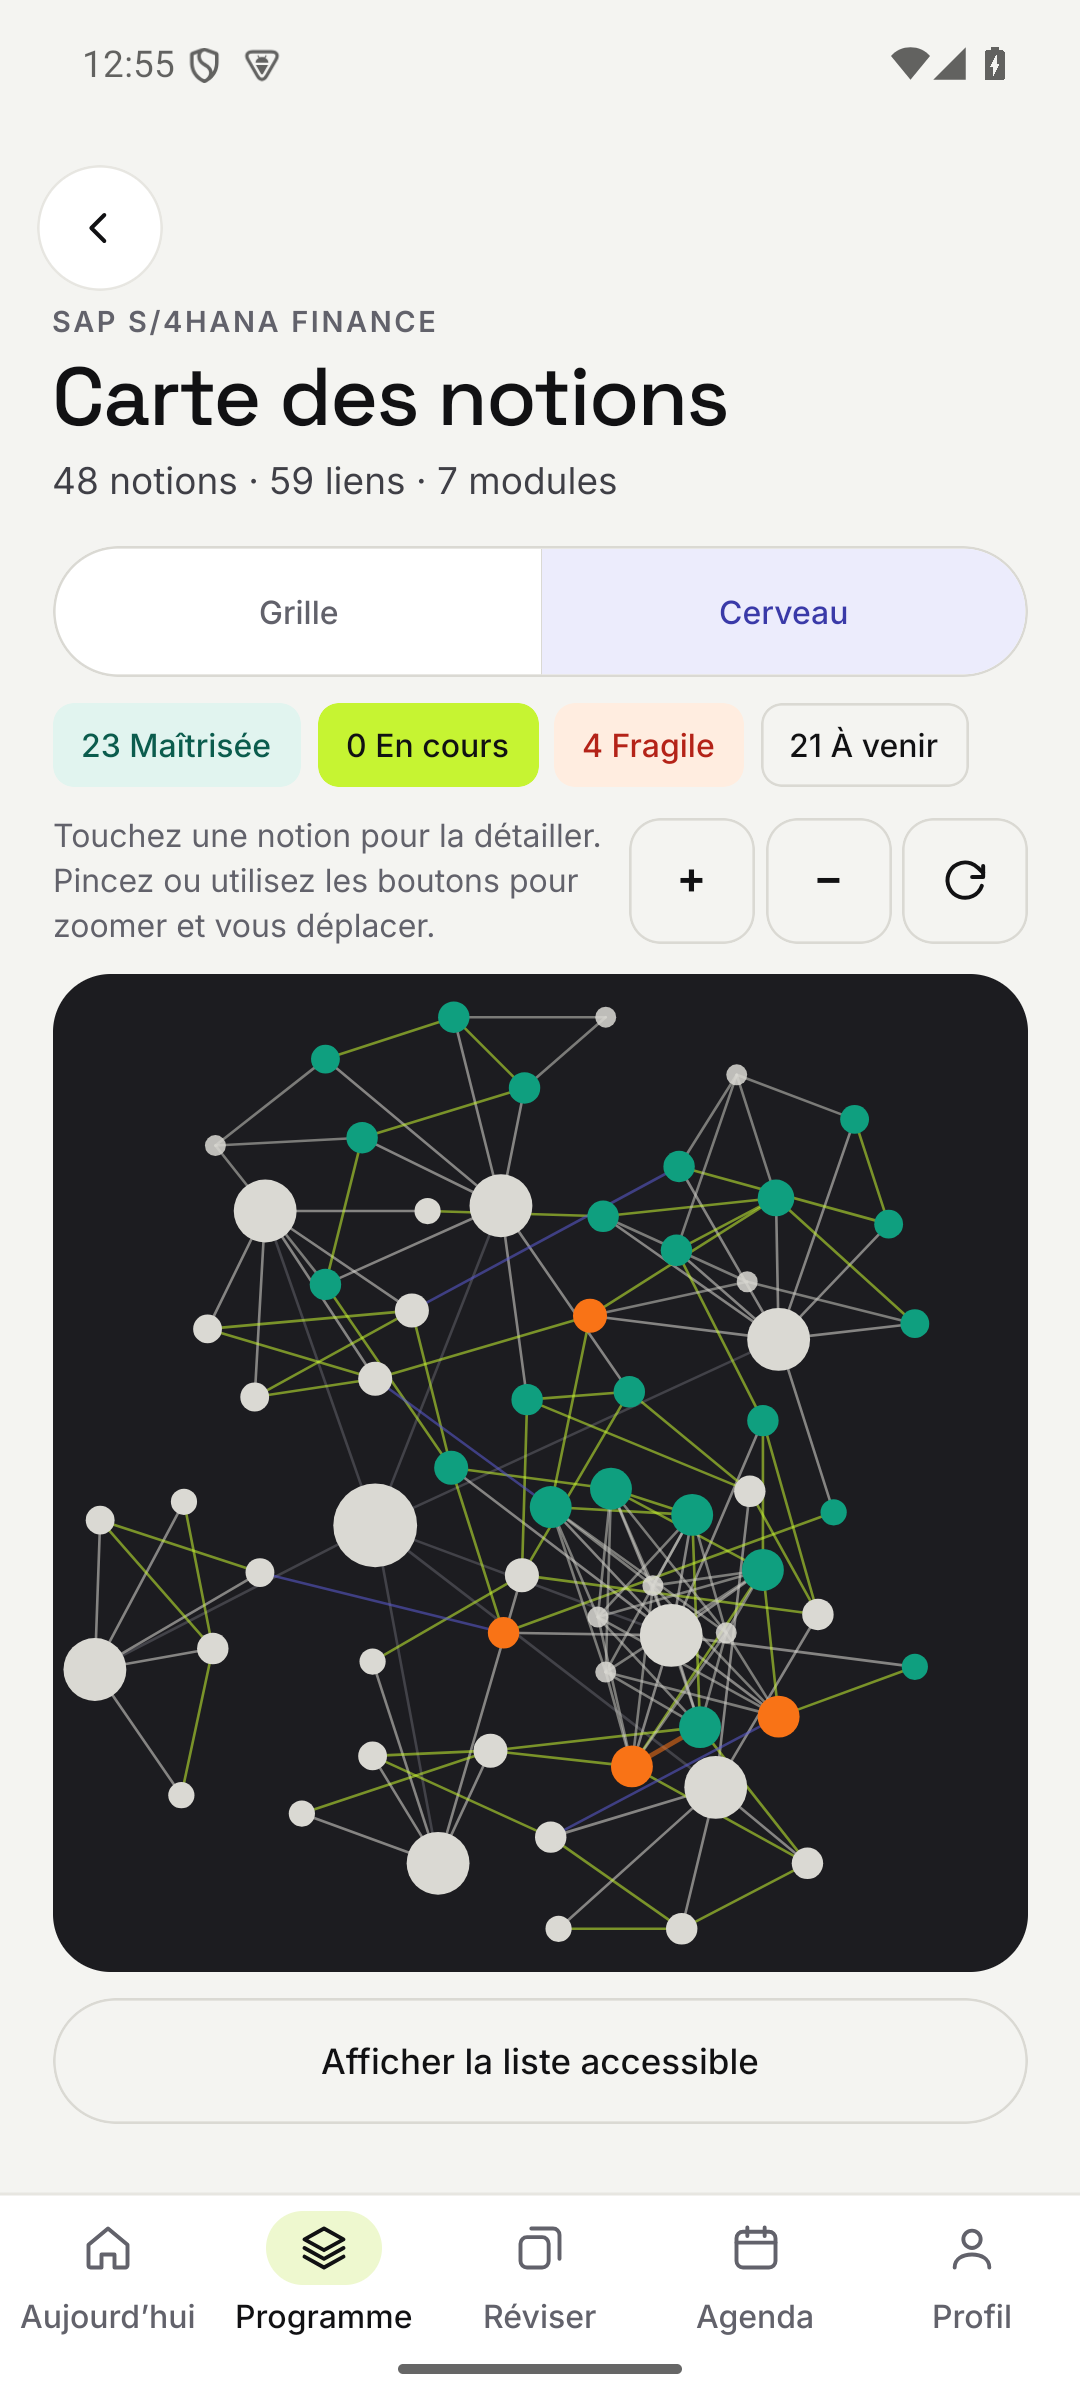 12:55
SAP S/4HANA FINANCE
Carte des notions
48 notions · 59 liens · 7 modules
Grille
Cerveau
23 Maîtrisée
0 En cours
4 Fragile
21 À venir
Touchez une notion pour la détailler.
Pincez ou utilisez les boutons pour
zoomer et vous déplacer.
+
−
Afficher la liste accessible
Aujourd’hui
Programme
Réviser
Agenda
Profil